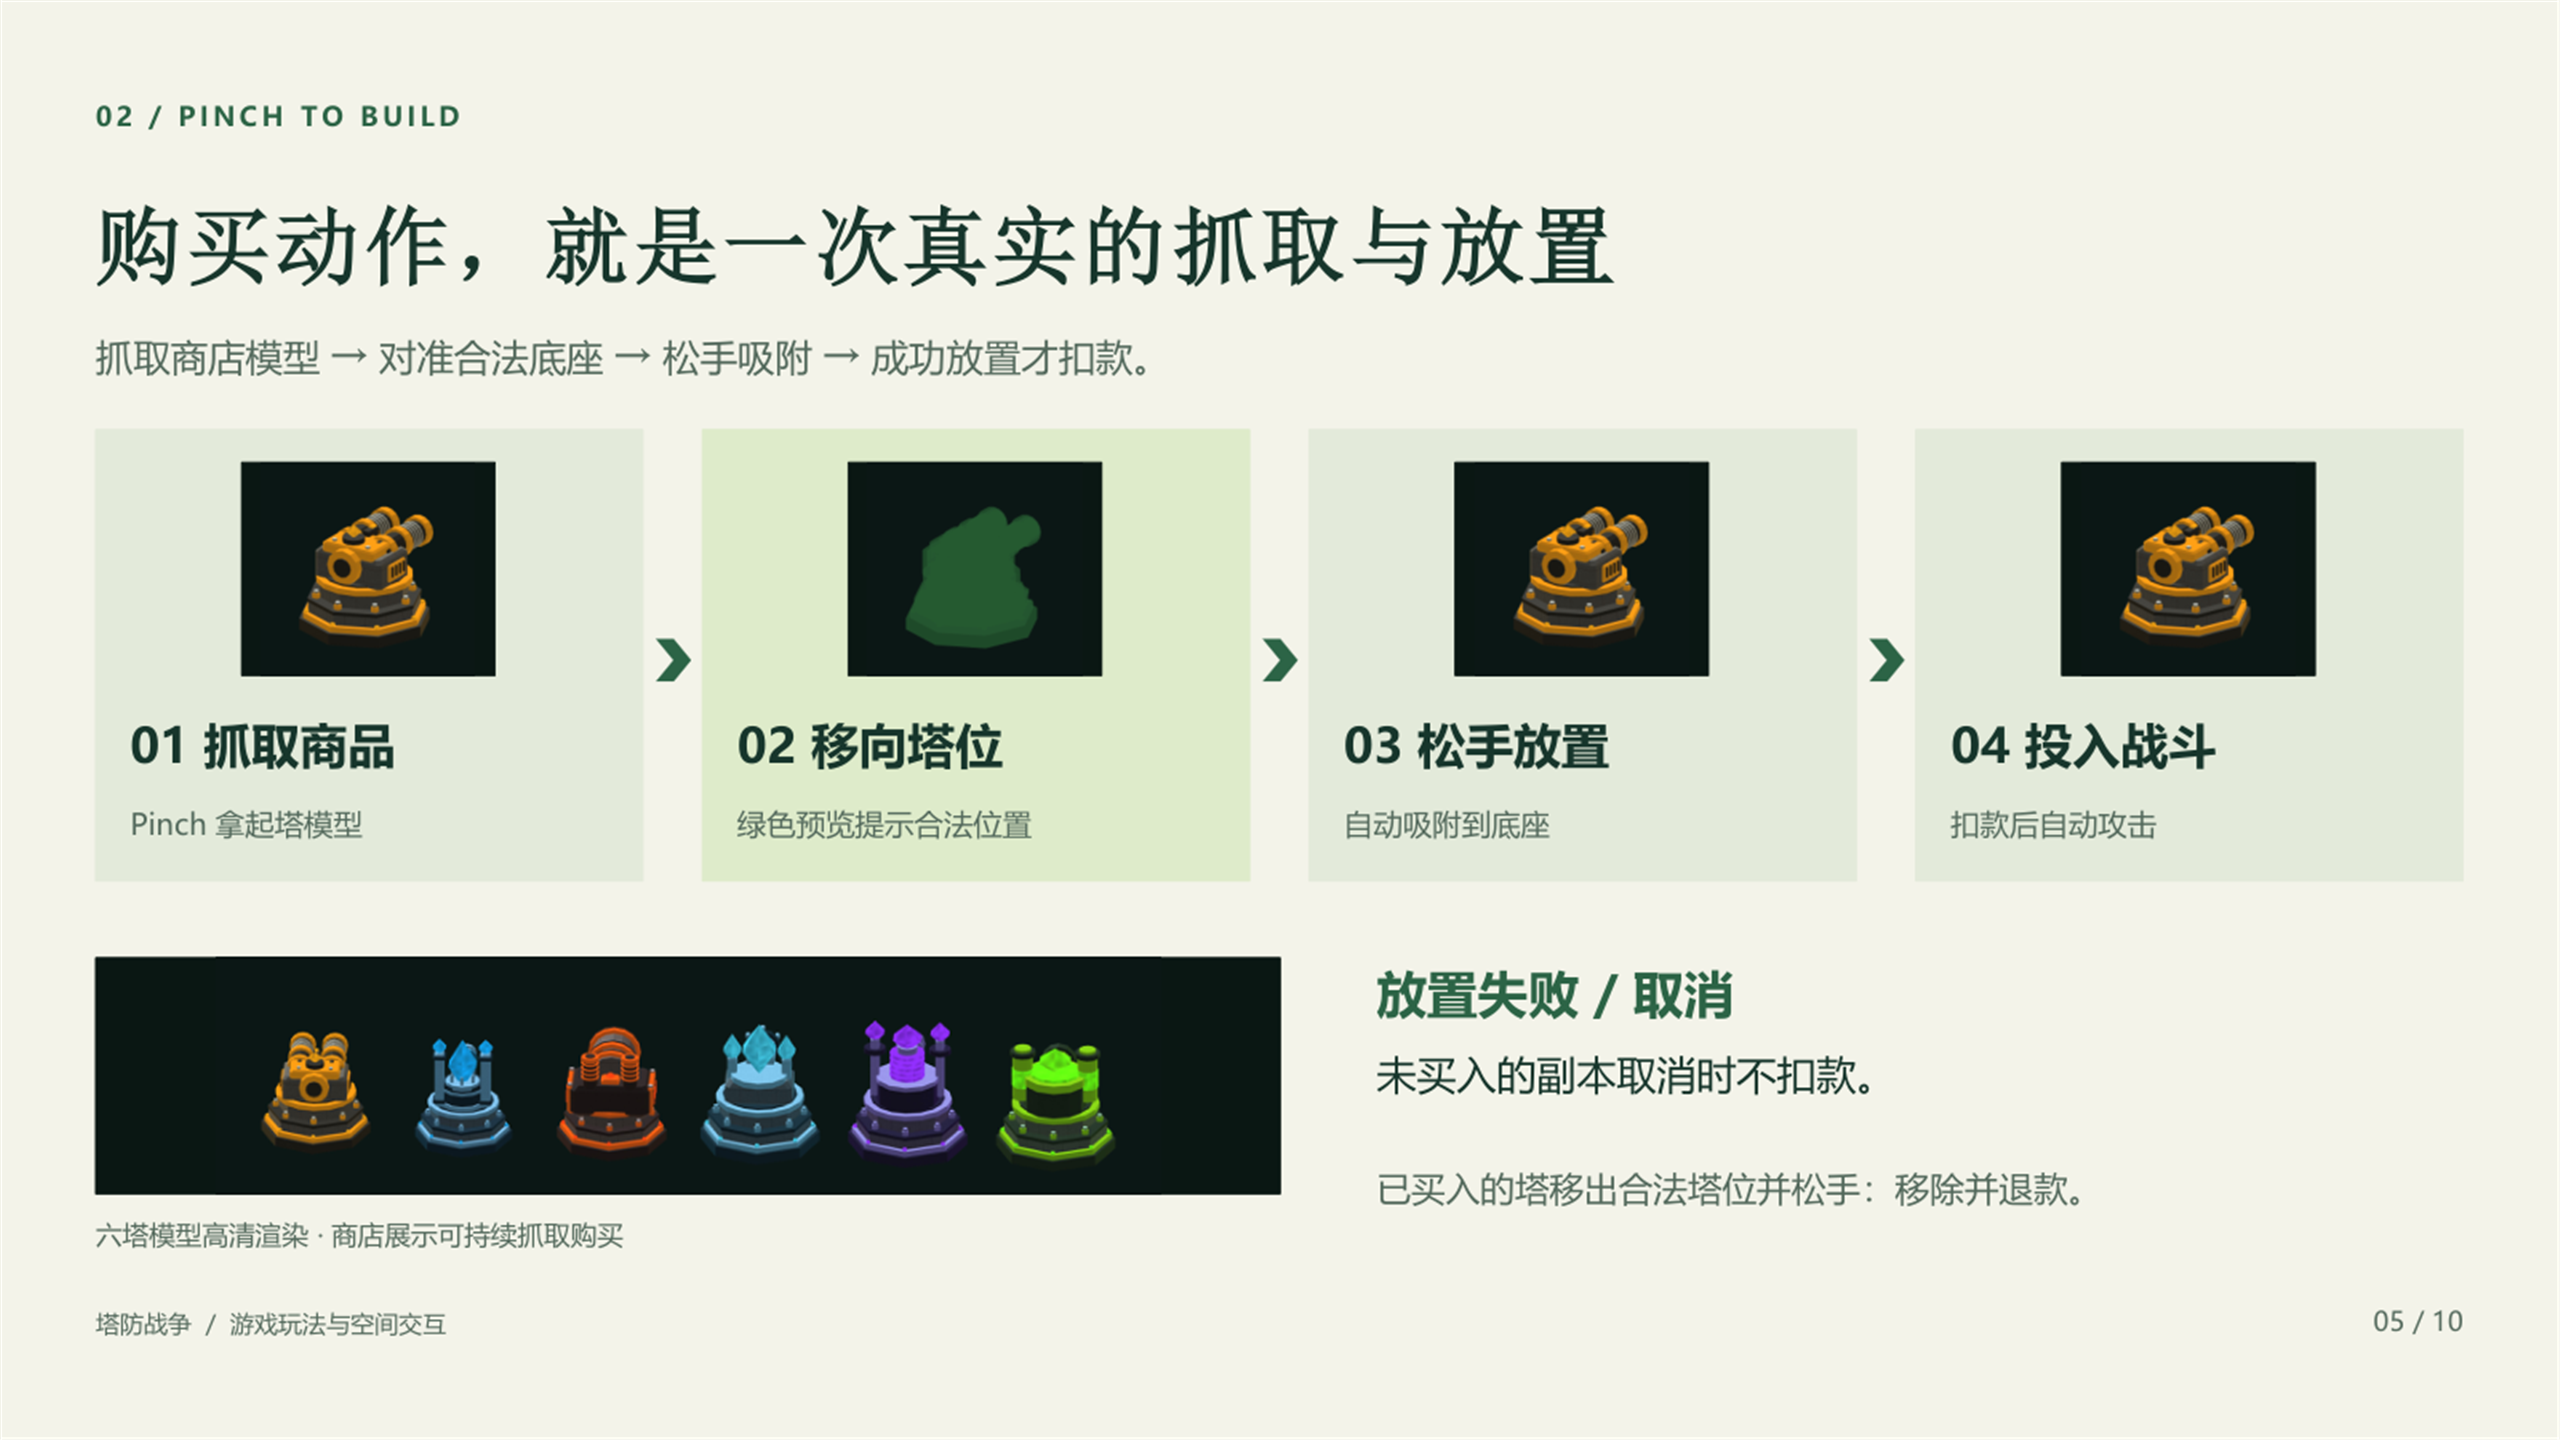 02 / PINCH TO BUILD
购买动作，就是一次真实的抓取与放置
抓取商店模型 → 对准合法底座 → 松手吸附 → 成功放置才扣款。
01 抓取商品
Pinch 拿起塔模型
02 移向塔位
绿色预览提示合法位置
03 松手放置
自动吸附到底座
04 投入战斗
扣款后自动攻击
六塔模型高清渲染 · 商店展示可持续抓取购买
放置失败 / 取消
未买入的副本取消时不扣款。
已买入的塔移出合法塔位并松手：移除并退款。
塔防战争 / 游戏玩法与空间交互
05 / 10